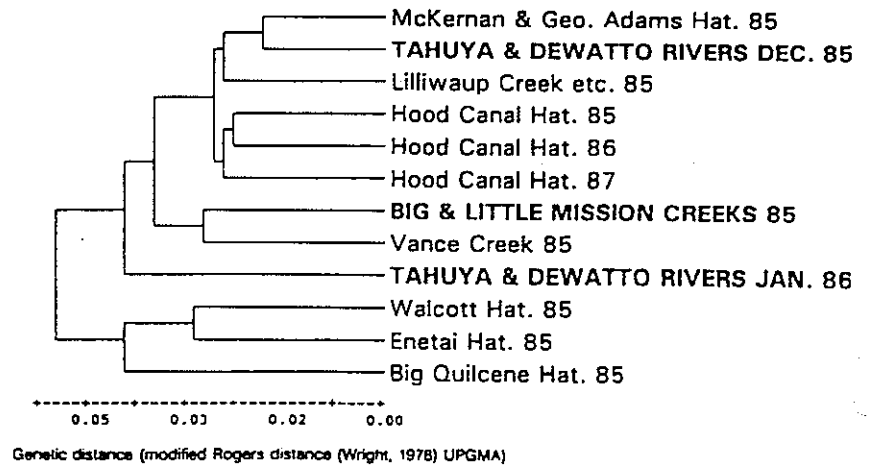 McKernan & Geo. Adams Hat. 85
TAHUYA & DEWATTO RIVERS DEC. 85
Lilliwaup Creek etc. 85
Hood Canal Hat. 85
Hood Canal Hat. 86
Hood Canal Hat. 87
BIG & LITTLE MISSION CREEKS 85
Vance Creek 85
TAHUYA & DEWATTO RIVERS JAN. 86
Walcott Hat. 85
Enetai Hat. 85
Big Quilcene Hat. 85
0.05 0.03 0.02 0.00
Genetic distance (modified Rogers distance (Wright, 1978) UPGMA)